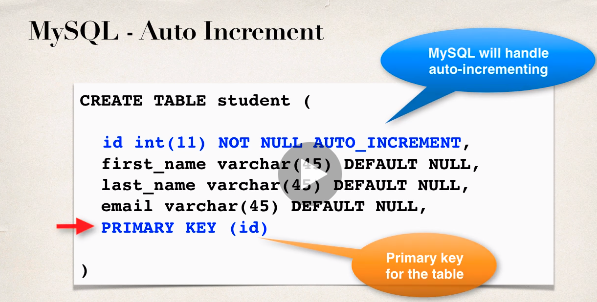 MySQL - Auto Increment
MySQL will handle
auto-incrementing
CREATE TABLE student (
id int(11) NOT NULL AUTO_INCREMENT,
first_name varchar(45) DEFAULT NULL,
last_name varchar(45) DEFAULT NULL,
email varchar(45) DEFAULT NULL,
PRIMARY KEY (id)
)
Primary key
for the table